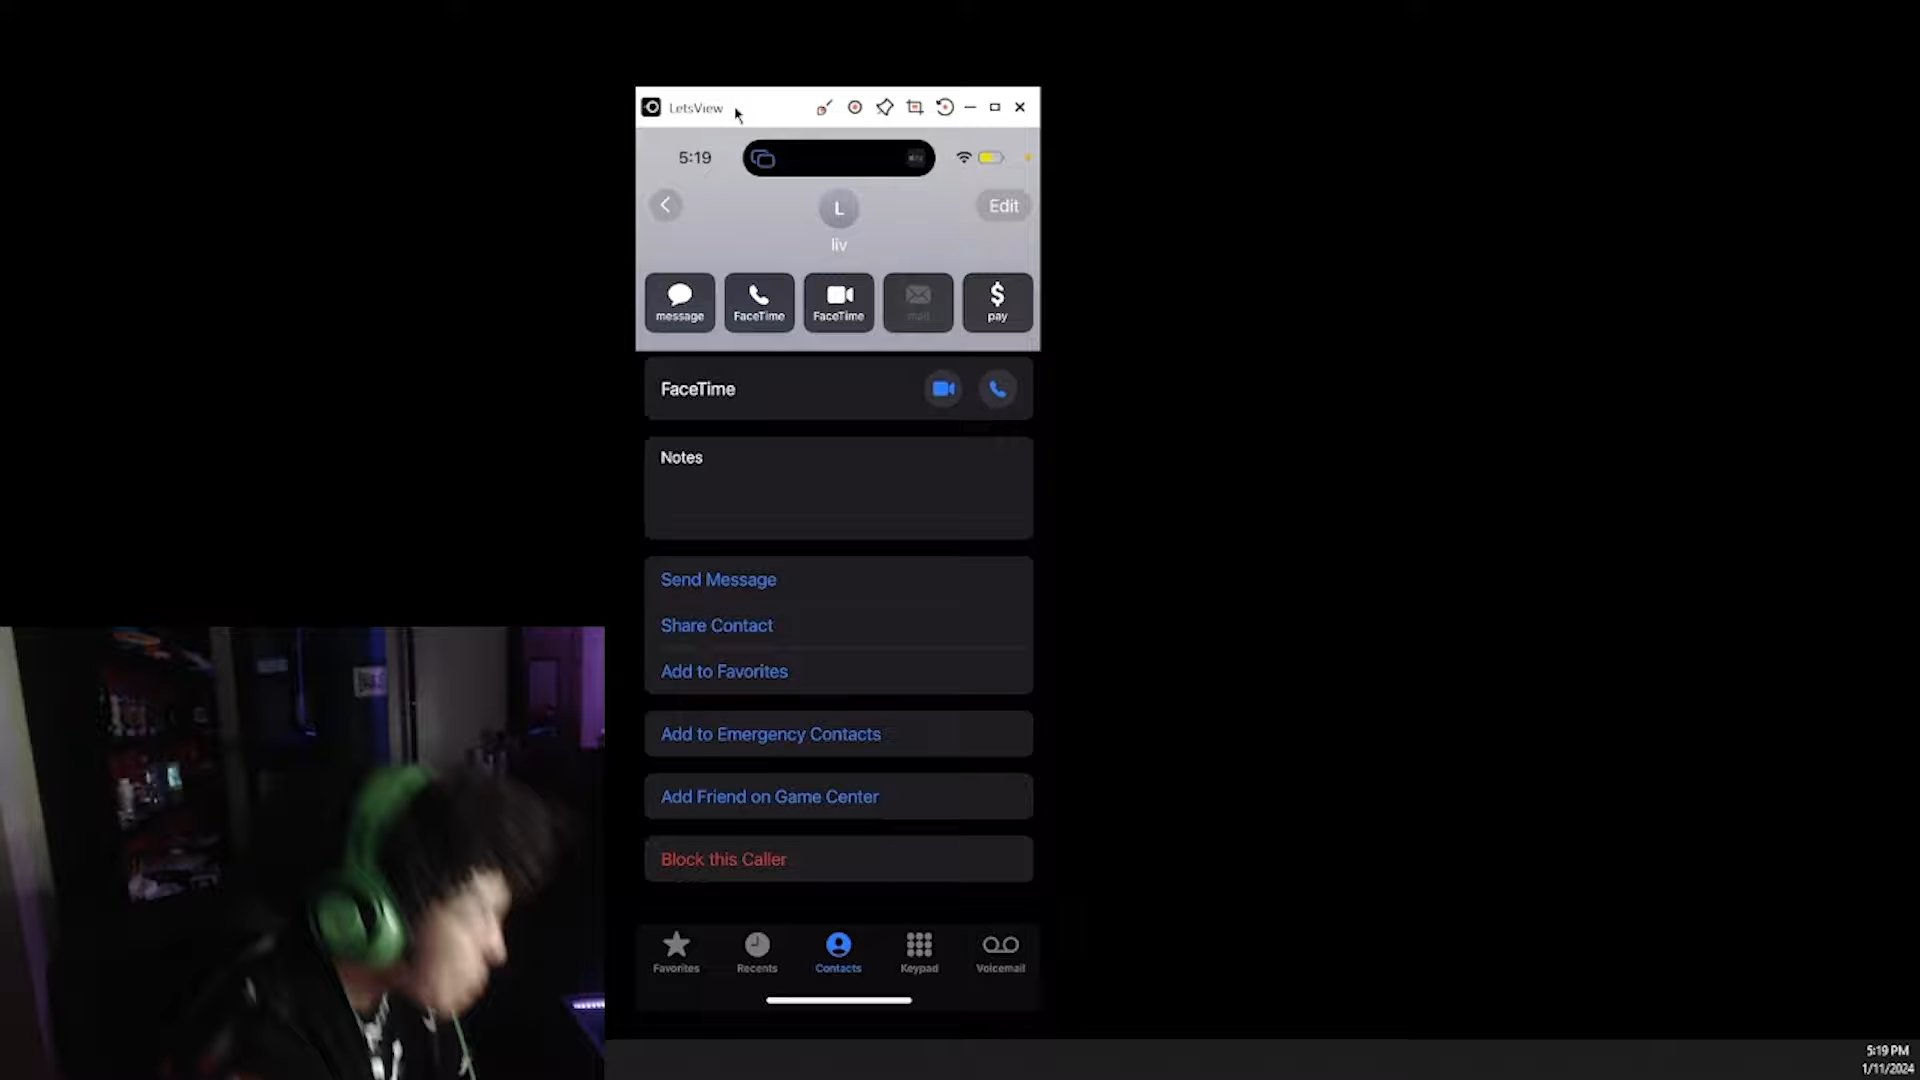 LetsView
5:19
Edit
L
liv
message
FaceTime
FaceTime
mail
pay
FaceTime
Notes
Send Message
Share Contact
Add to Favorites
Add to Emergency Contacts
Add Friend on Game Center
Block this Caller
Favorites
Recents
Contacts
Keypad
Voicemail
5:19 PM
1/11/2024